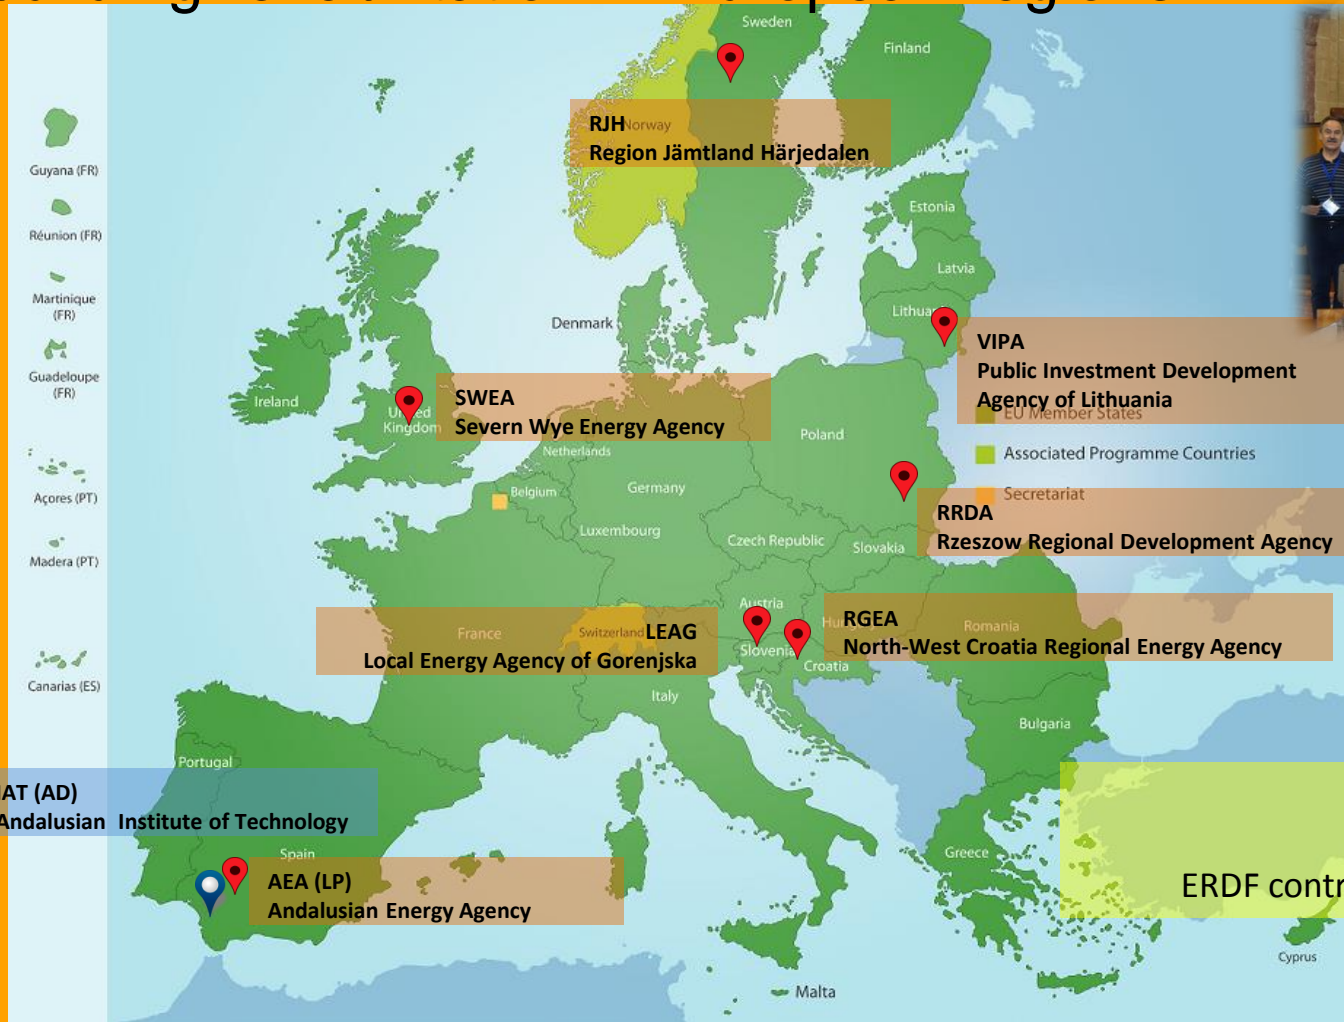 Sweden
Finland
RJH Norway
Region Jämtland Härjedalen
Guyana (FR)
Réunion (FR)
Martinique
(FR)
Guadeloupe
(FR)
Açores (PT)
Madera (PT)
Canarias (ES)
Estonia
Latvia
Denmark
VIPA
Public Investment Development
Agency of Lithuania
EU Member States
Associated Programme Countries
Secretariat
Ireland
United
Kingdom
SWEA
Severn Wye Energy Agency
Netherlands
Belgium
Germany
Luxembourg
Poland
Czech Republic
Slovakia
RRDA
Rzeszow Regional Development Agency
Austria
France
Switzerland
LEAG
Local Energy Agency of Gorenjska
Slovenia
Croatia
RGEA
Romania
North-West Croatia Regional Energy Agency
Italy
Bulgaria
Portugal
IAT (AD)
Andalusian Institute of Technology
Spain
AEA (LP)
Andalusian Energy Agency
Greece
ERDF contr
Cyprus
Malta